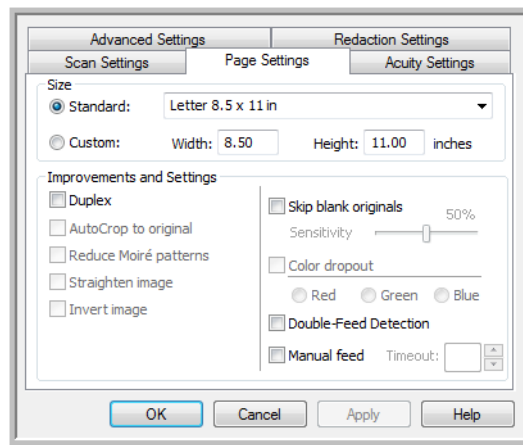 Advanced Settings Redaction Settings
Scan Settings Page Settings Acuity Settings
Size
Standard: Letter 8.5 x 11 in
Custom: Width: 8.50 Height: 11.00 inches
Improvements and Settings
Duplex
AutoCrop to original
Reduce Moiré patterns
Straighten image
Invert image
Skip blank originals
50%
Sensitivity
Color dropout
Red Green Blue
Double-Feed Detection
Manual feed Timeout:
OK Cancel Apply Help